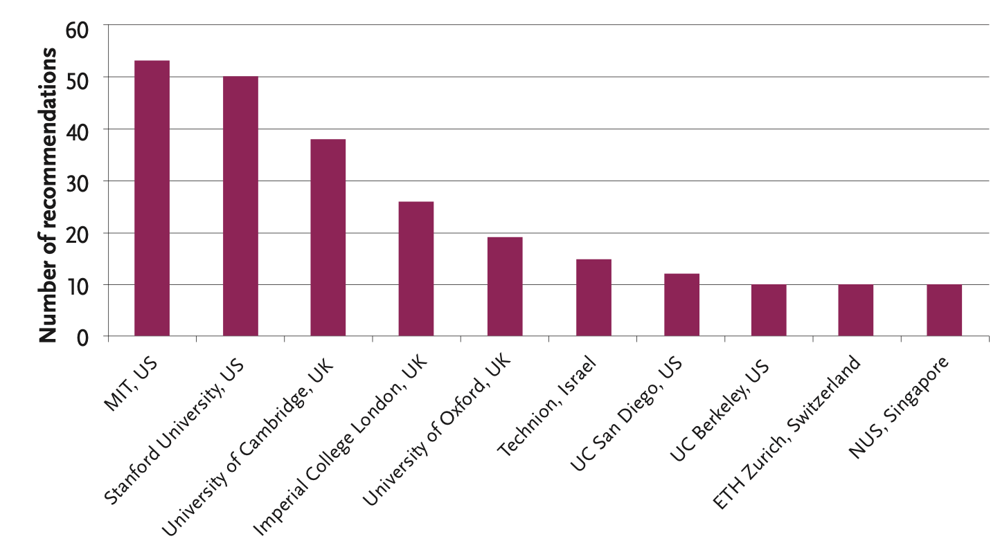 Number of recommendations
60
50
40
30
20
10
0
MIT, US
Stanford University, US
University of Cambridge, UK
Imperial College London, UK
University of Oxford, UK
Technion, Israel
UC San Diego, US
UC Berkeley, US
ETH Zurich, Switzerland
NUS, Singapore